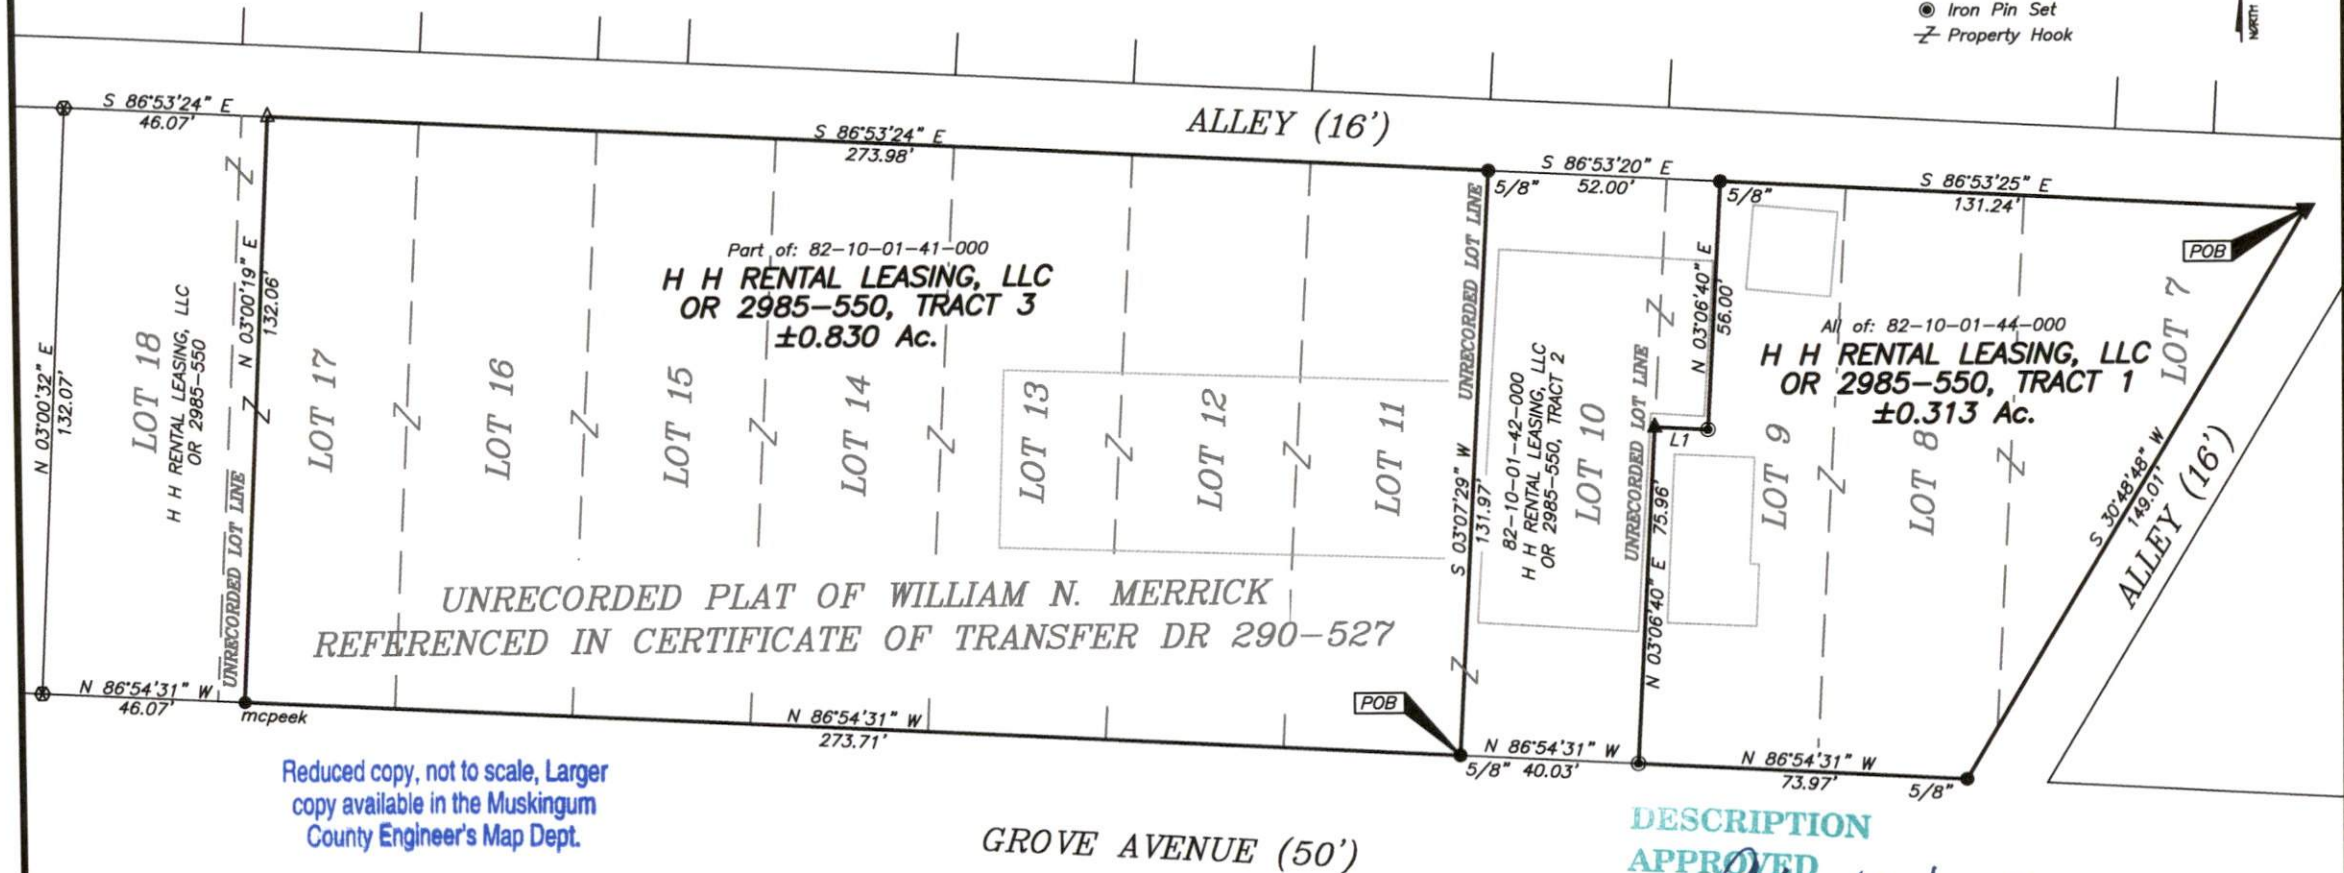 Iron Pin Set
Property Hook
NORTH
ALLEY (16')
S 86°53'24" E
46.07'
S 86°53'24" E
273.98'
S 86°53'20" E
52.00'
5/8"
5/8"
S 86°53'25" E
131.24'
POB
N 03°00'32" E
132.07'
LOT 18
H H RENTAL LEASING, LLC
OR 2985-550
UNRECORDED LOT LINE
N 03°00'19" E
132.06'
Part of: 82-10-01-41-000
H H RENTAL LEASING, LLC
OR 2985-550, TRACT 3
±0.830 Ac.
LOT 17
LOT 16
LOT 15
LOT 14
LOT 13
LOT 12
LOT 11
UNRECORDED LOT LINE
S 03°07'29" W
131.97'
82-10-01-42-000
H H RENTAL LEASING, LLC
OR 2985-550, TRACT 2
LOT 10
UNRECORDED LOT LINE
N 03°06'40" E
56.00'
L1
N 03°06'40" E 75.96'
All of: 82-10-01-44-000
H H RENTAL LEASING, LLC
OR 2985-550, TRACT 1
±0.313 Ac.
LOT 9
LOT 8
LOT 7
S 30°48'48" W
149.01'
ALLEY (16')
UNRECORDED PLAT OF WILLIAM N. MERRICK
REFERENCED IN CERTIFICATE OF TRANSFER DR 290-527
N 86°54'31" W
46.07'
mcpeek
N 86°54'31" W
273.71'
POB
N 86°54'31" W
5/8" 40.03'
N 86°54'31" W
73.97'
5/8"
Reduced copy, not to scale, Larger
copy available in the Muskingum
County Engineer's Map Dept.
GROVE AVENUE (50')
DESCRIPTION
APPROVED